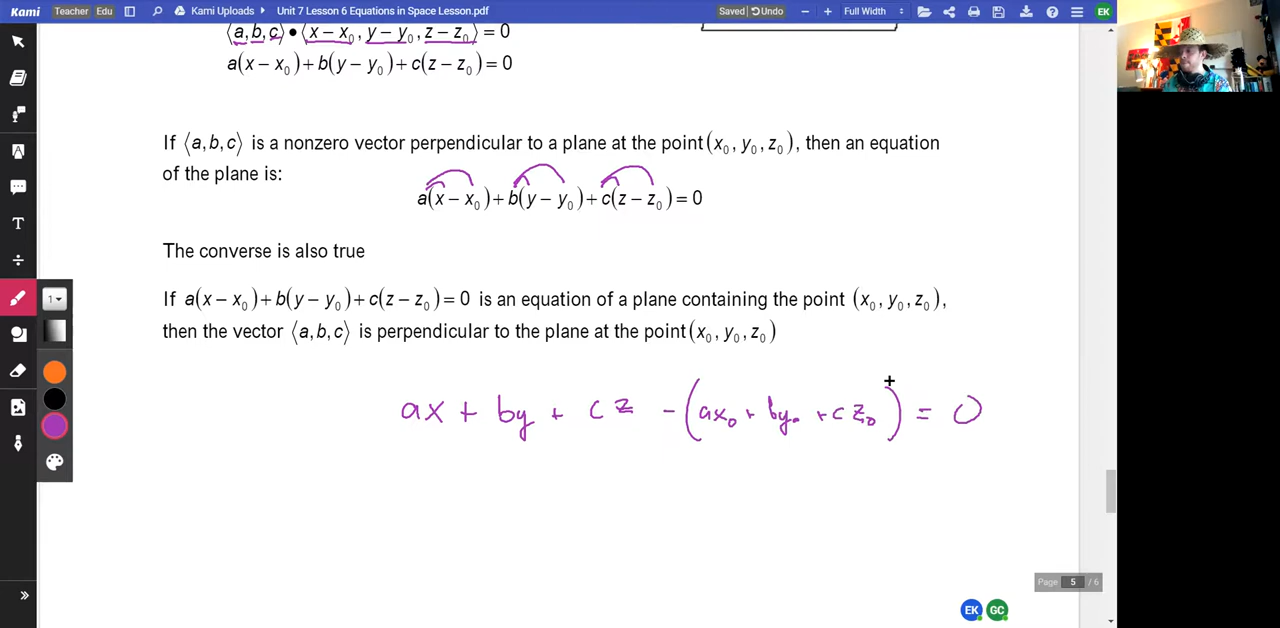 Kami Teacher Edu Kami Uploads Unit 7 Lesson 6 Equations in Space Lesson.pdf Saved Undo Full Width EK
⟨a,b,c⟩•⟨x−x₀, y−y₀, z−z₀⟩=0
a(x−x₀)+b(y−y₀)+c(z−z₀)=0
If ⟨a,b,c⟩ is a nonzero vector perpendicular to a plane at the point (x₀, y₀, z₀), then an equation
of the plane is:
a(x−x₀)+b(y−y₀)+c(z−z₀)=0
The converse is also true
If a(x−x₀)+b(y−y₀)+c(z−z₀)=0 is an equation of a plane containing the point (x₀, y₀, z₀),
then the vector ⟨a,b,c⟩ is perpendicular to the plane at the point (x₀, y₀, z₀)
ax + by + cz −(ax₀ + by₀ + cz₀) = 0
1
Page 5 / 6
EK GC